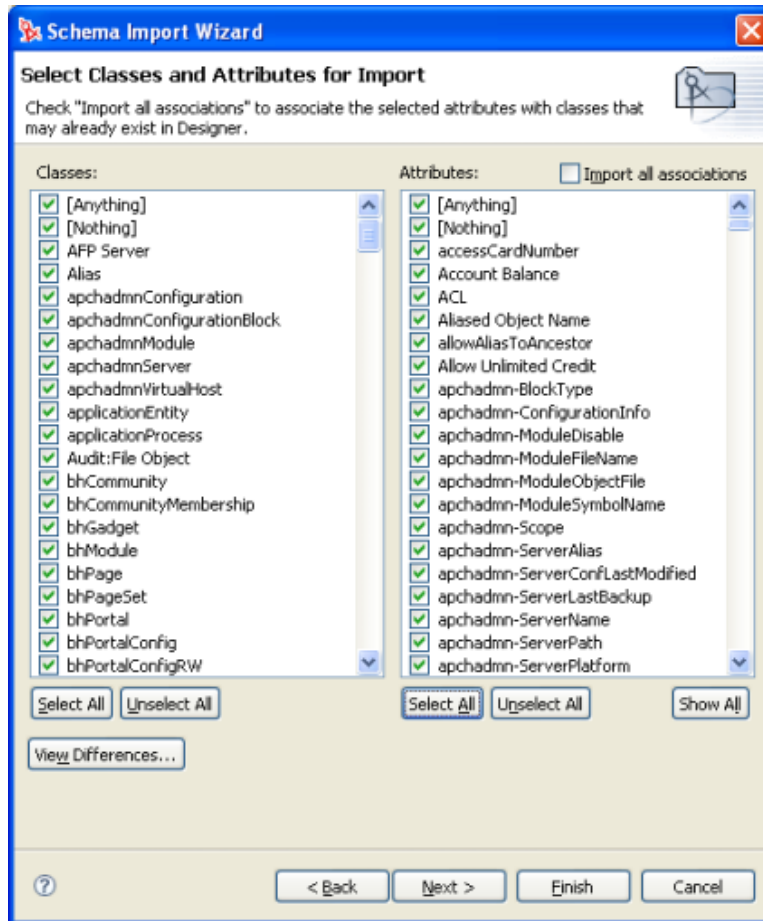 Schema Import Wizard
Select Classes and Attributes for Import
Check "Import all associations" to associate the selected attributes with classes that
may already exist in Designer.
Classes:
[Anything]
[Nothing]
AFP Server
Alias
apchadmnConfiguration
apchadmnConfigurationBlock
apchadmnModule
apchadmnServer
apchadmnVirtualHost
applicationEntity
applicationProcess
Audit:File Object
bhCommunity
bhCommunityMembership
bhGadget
bhModule
bhPage
bhPageSet
bhPortal
bhPortalConfig
bhPortalConfigRW
Select All
Unselect All
View Differences...
Attributes:
Import all associations
[Anything]
[Nothing]
accessCardNumber
Account Balance
ACL
Aliased Object Name
allowAliasToAncestor
Allow Unlimited Credit
apchadmn-BlockType
apchadmn-ConfigurationInfo
apchadmn-ModuleDisable
apchadmn-ModuleFileName
apchadmn-ModuleObjectFile
apchadmn-ModuleSymbolName
apchadmn-Scope
apchadmn-ServerAlias
apchadmn-ServerConfLastModified
apchadmn-ServerLastBackup
apchadmn-ServerName
apchadmn-ServerPath
apchadmn-ServerPlatform
Select All
Unselect All
Show All
?
< Back
Next >
Finish
Cancel